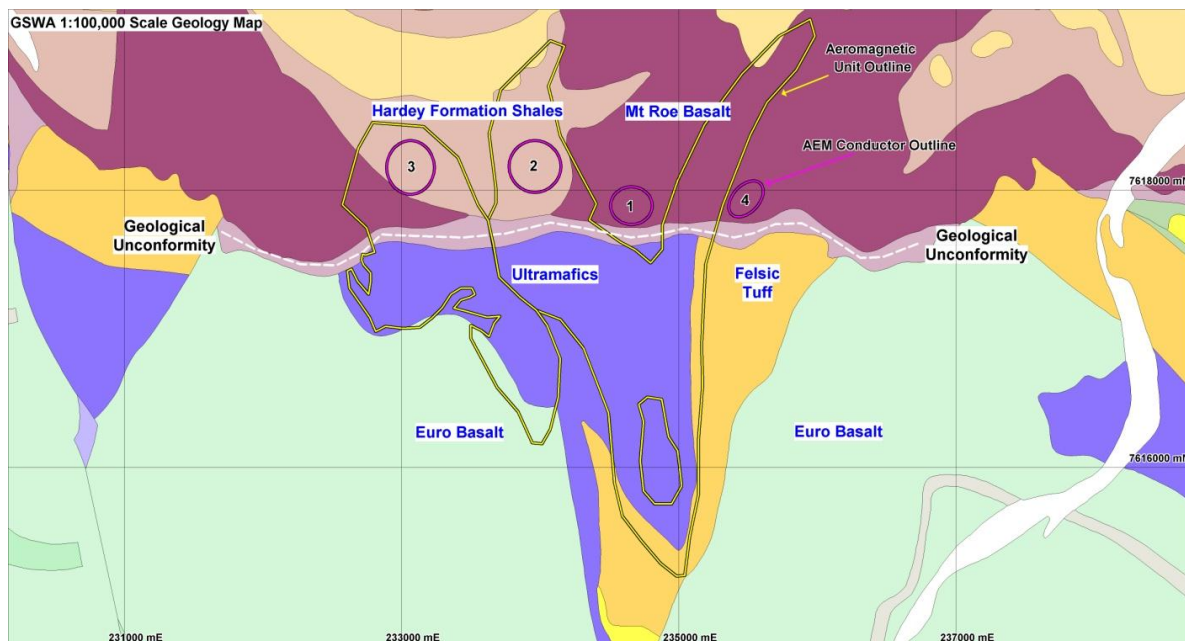 GSWA 1:100,000 Scale Geology Map
Aeromagnetic
Unit Outline
Hardey Formation Shales
Mt Roe Basalt
AEM Conductor Outline
3
2
1
4
7618000 mN
Geological
Unconformity
Geological
Unconformity
Ultramafics
Felsic
Tuff
Euro Basalt
Euro Basalt
7616000 mN
231000 mE
233000 mE
235000 mE
237000 mE